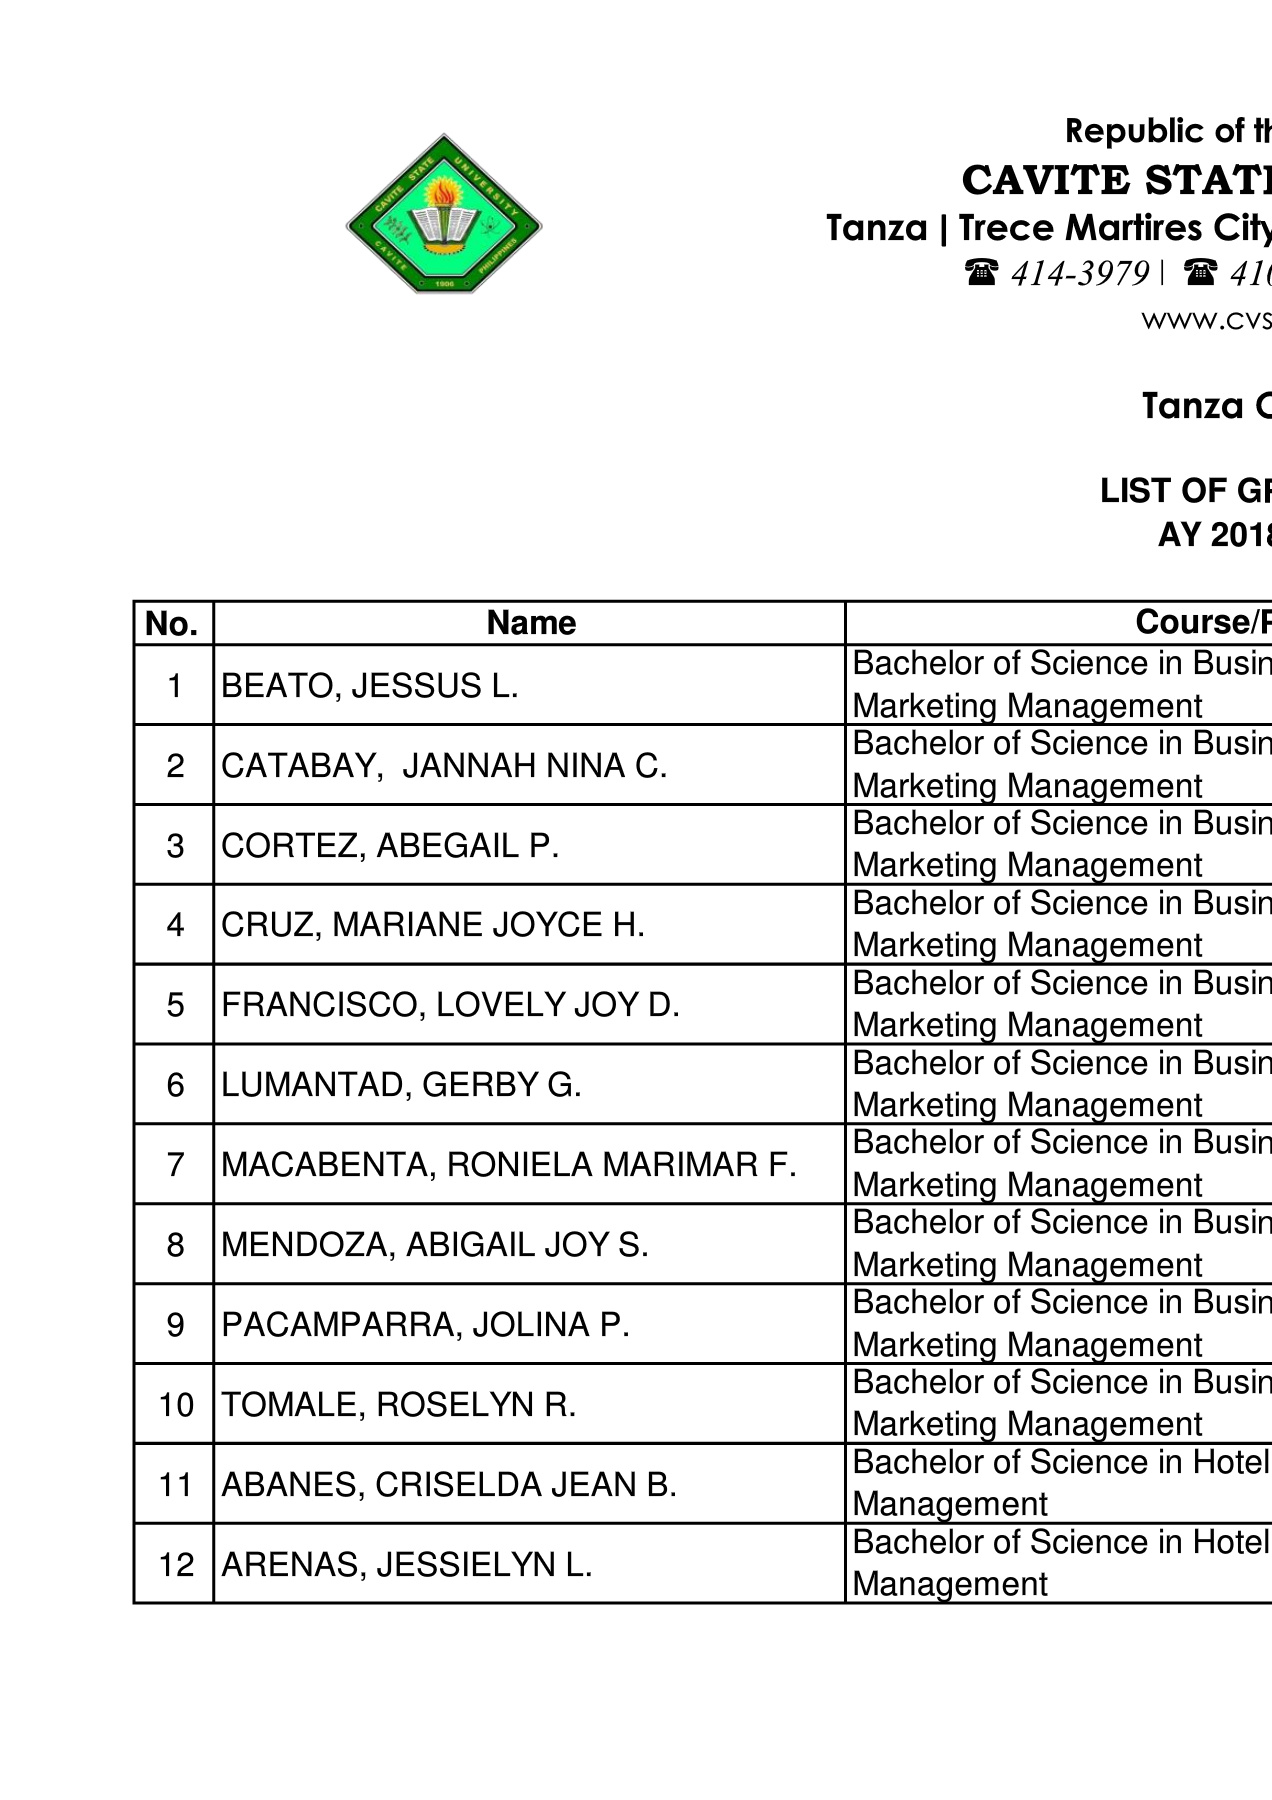 Republic of th
CAVITE STATE
Tanza | Trece Martires City
☎ 414-3979 | ☎ 410
www.cvs
CAVITE STATE UNIVERSITY
CAVITE PHILIPPINES
1906
Tanza C
LIST OF GR
AY 2018
No. Name Course/P
1 BEATO, JESSUS L. Bachelor of Science in Busin
Marketing Management
2 CATABAY,  JANNAH NINA C. Bachelor of Science in Busin
Marketing Management
3 CORTEZ, ABEGAIL P. Bachelor of Science in Busin
Marketing Management
4 CRUZ, MARIANE JOYCE H. Bachelor of Science in Busin
Marketing Management
5 FRANCISCO, LOVELY JOY D. Bachelor of Science in Busin
Marketing Management
6 LUMANTAD, GERBY G. Bachelor of Science in Busin
Marketing Management
7 MACABENTA, RONIELA MARIMAR F. Bachelor of Science in Busin
Marketing Management
8 MENDOZA, ABIGAIL JOY S. Bachelor of Science in Busin
Marketing Management
9 PACAMPARRA, JOLINA P. Bachelor of Science in Busin
Marketing Management
10 TOMALE, ROSELYN R. Bachelor of Science in Busin
Marketing Management
11 ABANES, CRISELDA JEAN B. Bachelor of Science in Hotel
Management
12 ARENAS, JESSIELYN L. Bachelor of Science in Hotel
Management